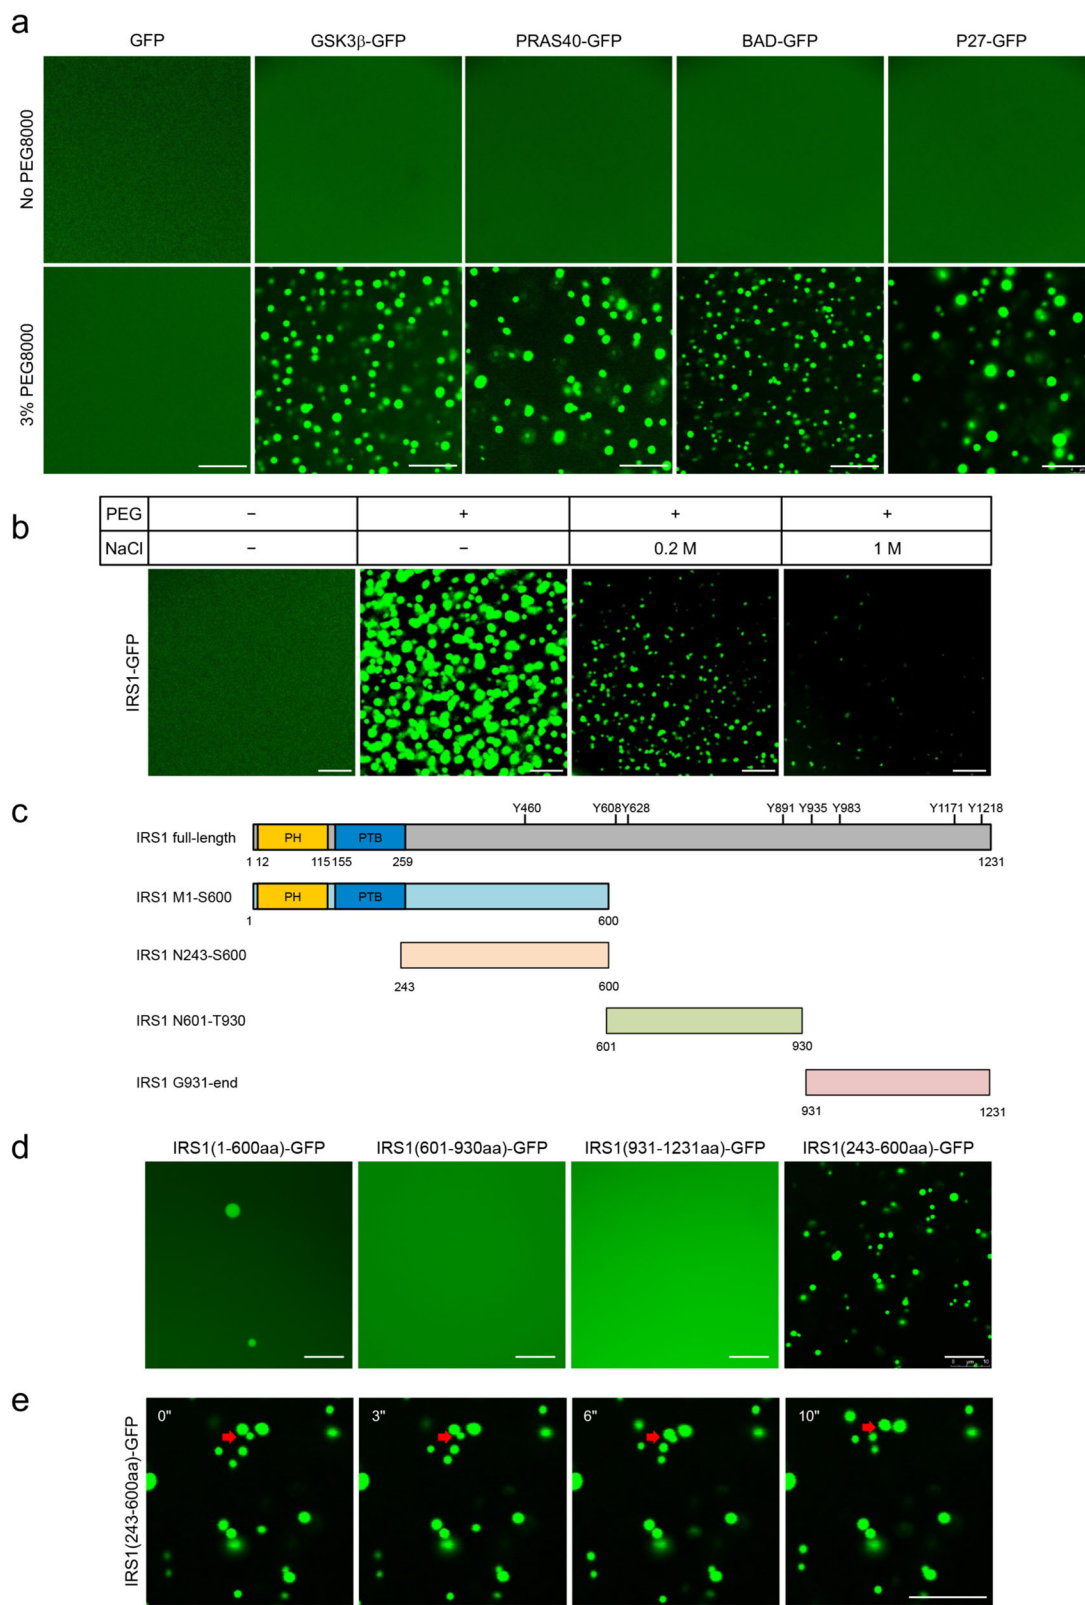 a
GFP GSK3β-GFP PRAS40-GFP BAD-GFP P27-GFP
No PEG8000
3% PEG8000
b
PEG − + + +
NaCl − − 0.2 M 1 M
IRS1-GFP
c
Y460 Y608 Y628 Y891 Y935 Y983 Y1171 Y1218
IRS1 full-length PH PTB
1 12 115 155 259 1231
IRS1 M1-S600 PH PTB
1 600
IRS1 N243-S600
243 600
IRS1 N601-T930
601 930
IRS1 G931-end
931 1231
d
IRS1(1-600aa)-GFP IRS1(601-930aa)-GFP IRS1(931-1231aa)-GFP IRS1(243-600aa)-GFP
0 µm 10
e
0" 3" 6" 10"
IRS1(243-600aa)-GFP